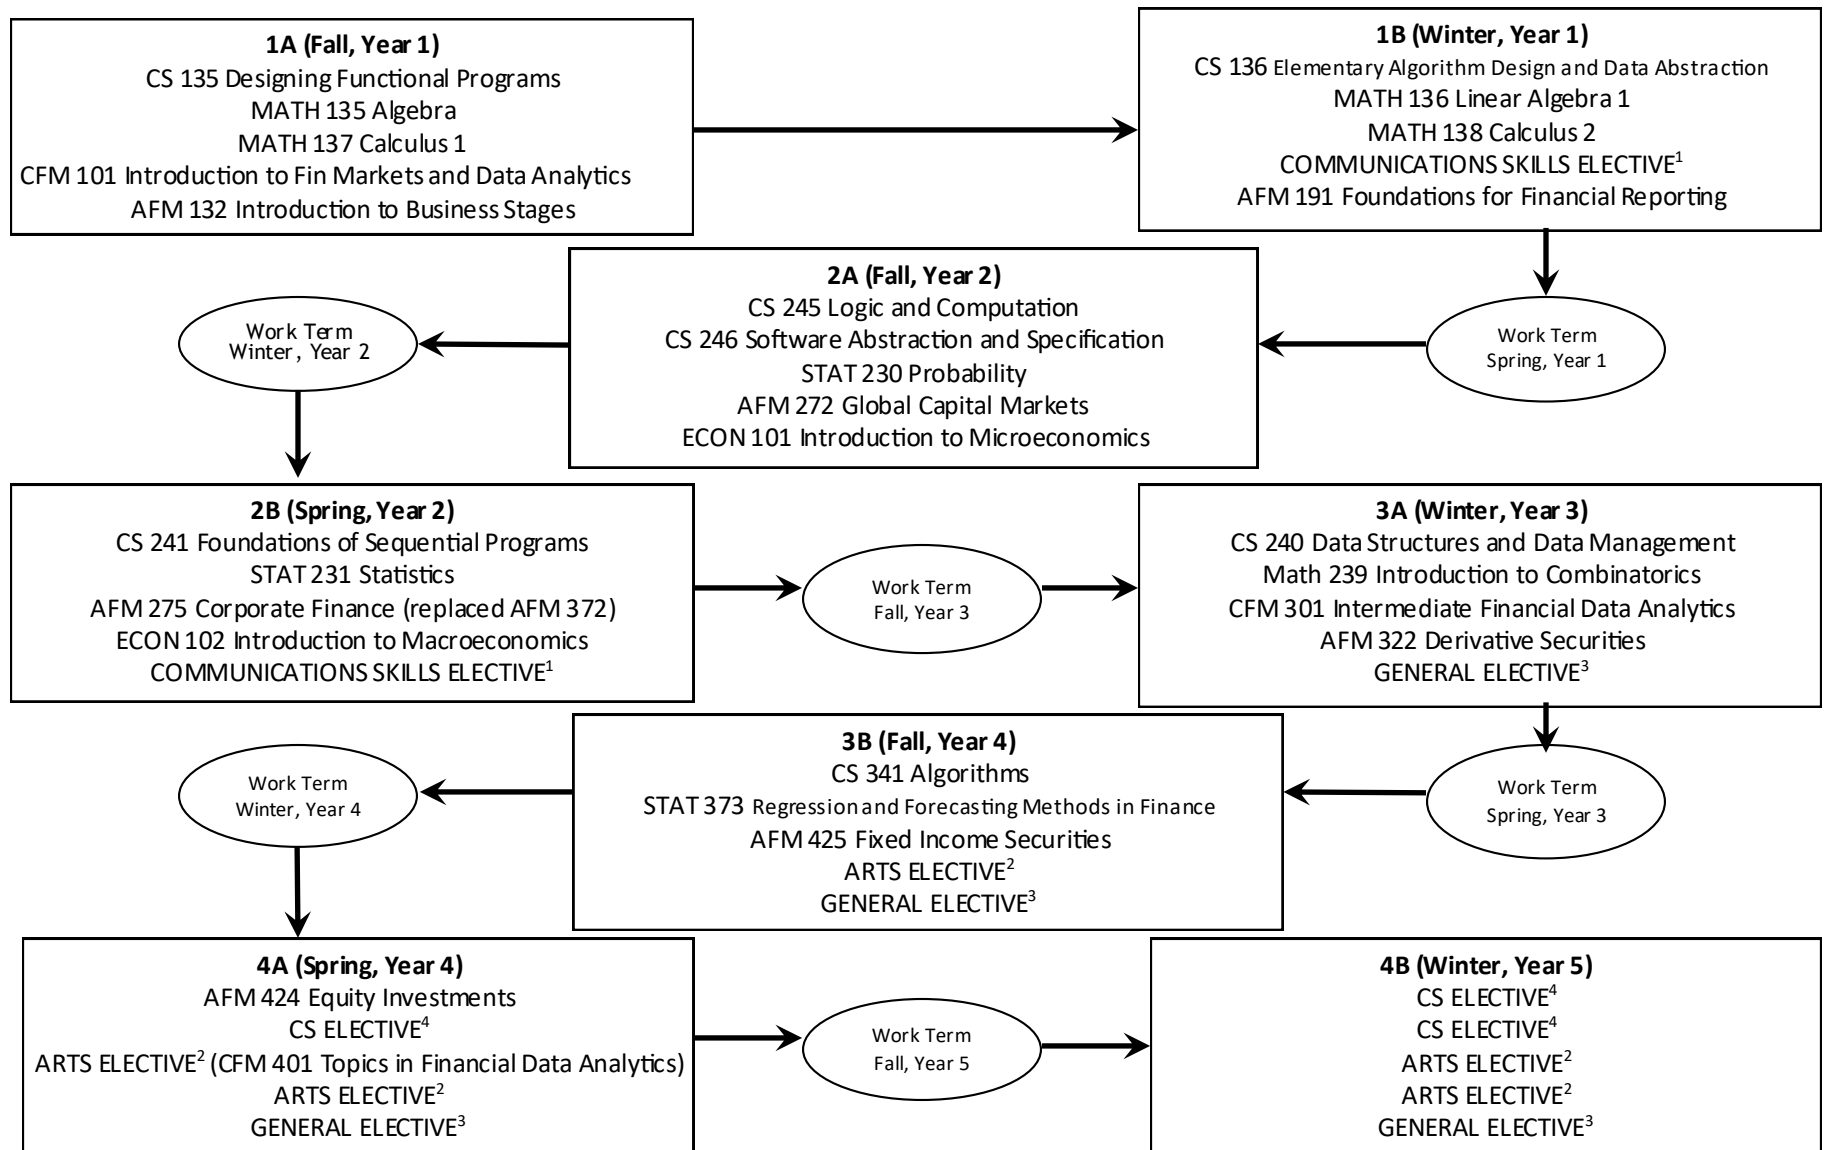 1A (Fall, Year 1)
CS 135 Designing Functional Programs
MATH 135 Algebra
MATH 137 Calculus 1
CFM 101 Introduction to Fin Markets and Data Analytics
AFM 132 Introduction to Business Stages
1B (Winter, Year 1)
CS 136 Elementary Algorithm Design and Data Abstraction
MATH 136 Linear Algebra 1
MATH 138 Calculus 2
COMMUNICATIONS SKILLS ELECTIVE¹
AFM 191 Foundations for Financial Reporting
Work Term
Spring, Year 1
2A (Fall, Year 2)
CS 245 Logic and Computation
CS 246 Software Abstraction and Specification
STAT 230 Probability
AFM 272 Global Capital Markets
ECON 101 Introduction to Microeconomics
Work Term
Winter, Year 2
2B (Spring, Year 2)
CS 241 Foundations of Sequential Programs
STAT 231 Statistics
AFM 275 Corporate Finance (replaced AFM 372)
ECON 102 Introduction to Macroeconomics
COMMUNICATIONS SKILLS ELECTIVE¹
Work Term
Fall, Year 3
3A (Winter, Year 3)
CS 240 Data Structures and Data Management
Math 239 Introduction to Combinatorics
CFM 301 Intermediate Financial Data Analytics
AFM 322 Derivative Securities
GENERAL ELECTIVE³
Work Term
Spring, Year 3
3B (Fall, Year 4)
CS 341 Algorithms
STAT 373 Regression and Forecasting Methods in Finance
AFM 425 Fixed Income Securities
ARTS ELECTIVE²
GENERAL ELECTIVE³
Work Term
Winter, Year 4
4A (Spring, Year 4)
AFM 424 Equity Investments
CS ELECTIVE⁴
ARTS ELECTIVE² (CFM 401 Topics in Financial Data Analytics)
ARTS ELECTIVE²
GENERAL ELECTIVE³
Work Term
Fall, Year 5
4B (Winter, Year 5)
CS ELECTIVE⁴
CS ELECTIVE⁴
ARTS ELECTIVE²
ARTS ELECTIVE²
GENERAL ELECTIVE³